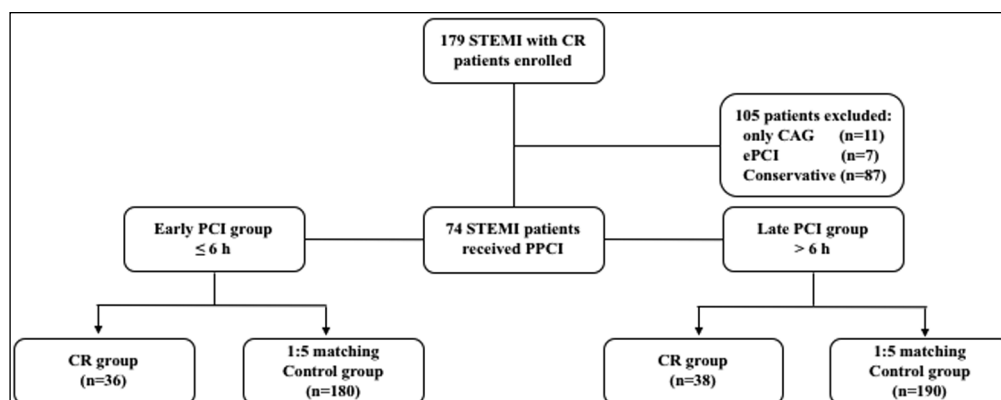 179 STEMI with CR
patients enrolled
105 patients excluded:
only CAG (n=11)
ePCI (n=7)
Conservative (n=87)
Early PCI group
≤ 6 h
74 STEMI patients
received PPCI
Late PCI group
> 6 h
CR group
(n=36)
1:5 matching
Control group
(n=180)
CR group
(n=38)
1:5 matching
Control group
(n=190)